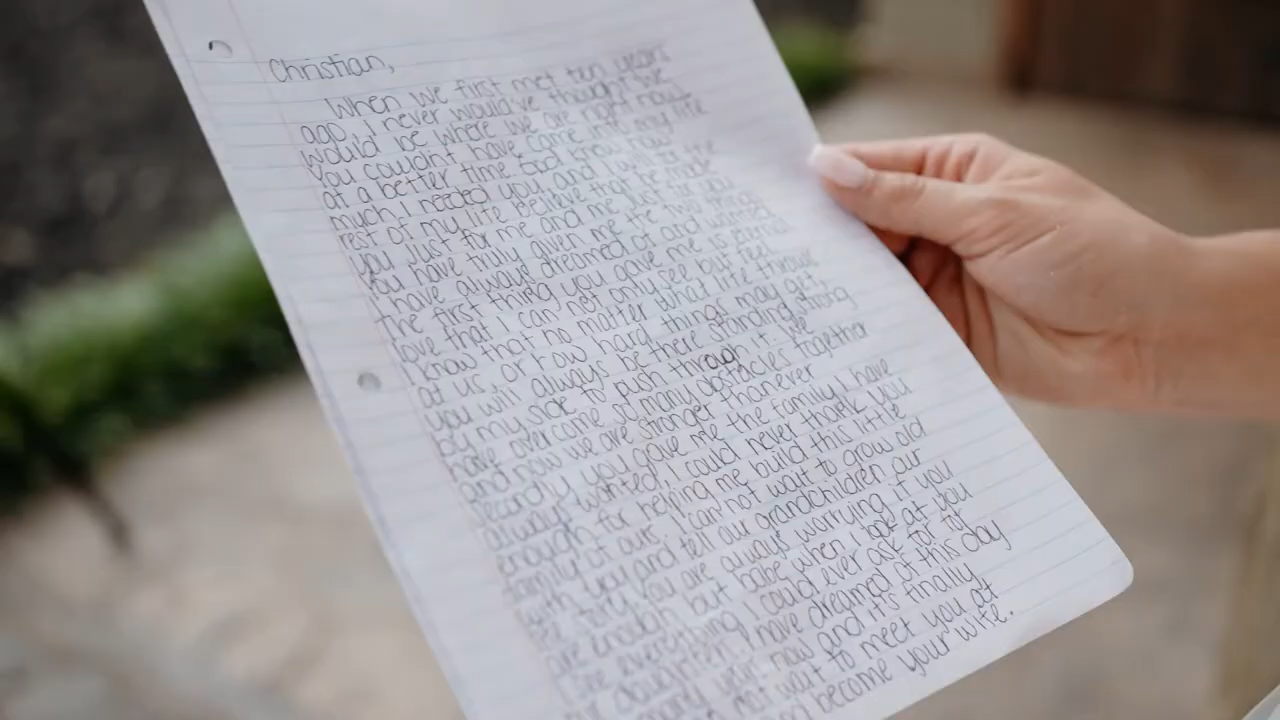 Christian,
When we first met ten years
ago, I never would've thought we
would be where we are right now.
You couldn't have came into my life
at a better time. God knew how
much I needed you and I will for the
rest of my life believe that he made
you just for me and me just for you.
You have truly given me the two things
I have always dreamed of and wanted.
The first thing you gave me is eternal
love that I can not only see but feel. I
know that no matter what life throws
at us, or how hard things may get,
you will always be there standing strong
by my side to push through it. We
have overcome so many obstacles together
and now we are stronger than ever.
Secondly you gave me the family I have
always wanted, I could never thank you
enough for helping me build this little
family of ours. I can not wait to grow old
with you and tell our grandchildren our
story. You are always worrying if you
are enough but babe when I look at you
I see everything I could ever ask for for
our daughter. I have dreamed of this day
many years now and it's finally
not wait to meet you at
and become your wife.